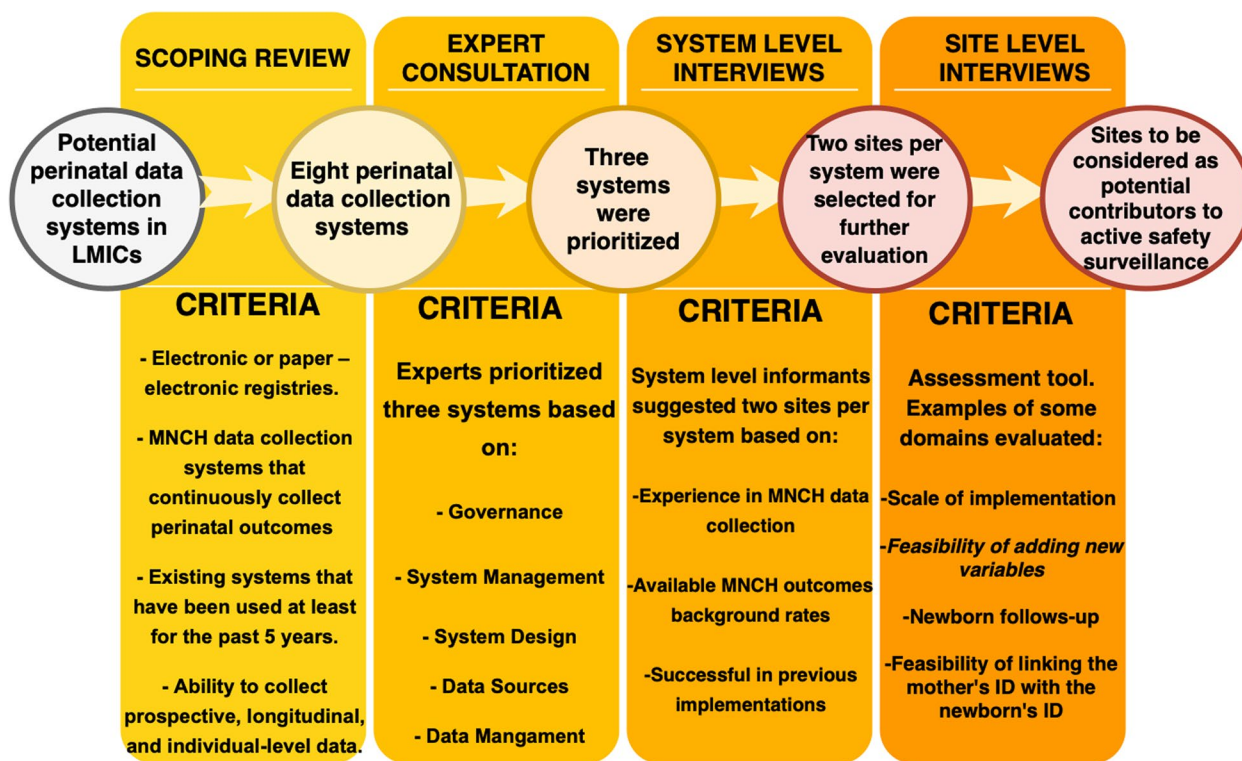 SCOPING REVIEW
EXPERT
CONSULTATION
SYSTEM LEVEL
INTERVIEWS
SITE LEVEL
INTERVIEWS
Potential
perinatal data
collection
systems in
LMICs
Eight perinatal
data collection
systems
Three
systems
were
prioritized
Two sites per
system were
selected for
further
evaluation
Sites to be
considered as
potential
contributors to
active safety
surveillance
CRITERIA
- Electronic or paper –
electronic registries.
- MNCH data collection
systems that
continuously collect
perinatal outcomes
- Existing systems that
have been used at least
for the past 5 years.
- Ability to collect
prospective, longitudinal,
and individual-level data.
CRITERIA
Experts prioritized
three systems based
on:
- Governance
- System Management
- System Design
- Data Sources
- Data Mangament
CRITERIA
System level informants
suggested two sites per
system based on:
-Experience in MNCH data
collection
-Available MNCH outcomes
background rates
-Successful in previous
implementations
CRITERIA
Assessment tool.
Examples of some
domains evaluated:
-Scale of implementation
-Feasibility of adding new
variables
-Newborn follows-up
-Feasibility of linking the
mother's ID with the
newborn's ID